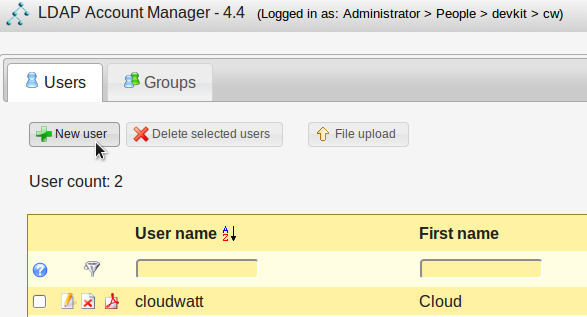 LDAP Account Manager - 4.4 (Logged in as: Administrator > People > devkit > cw)
Users Groups
New user Delete selected users File upload
User count: 2
User name First name
cloudwatt Cloud